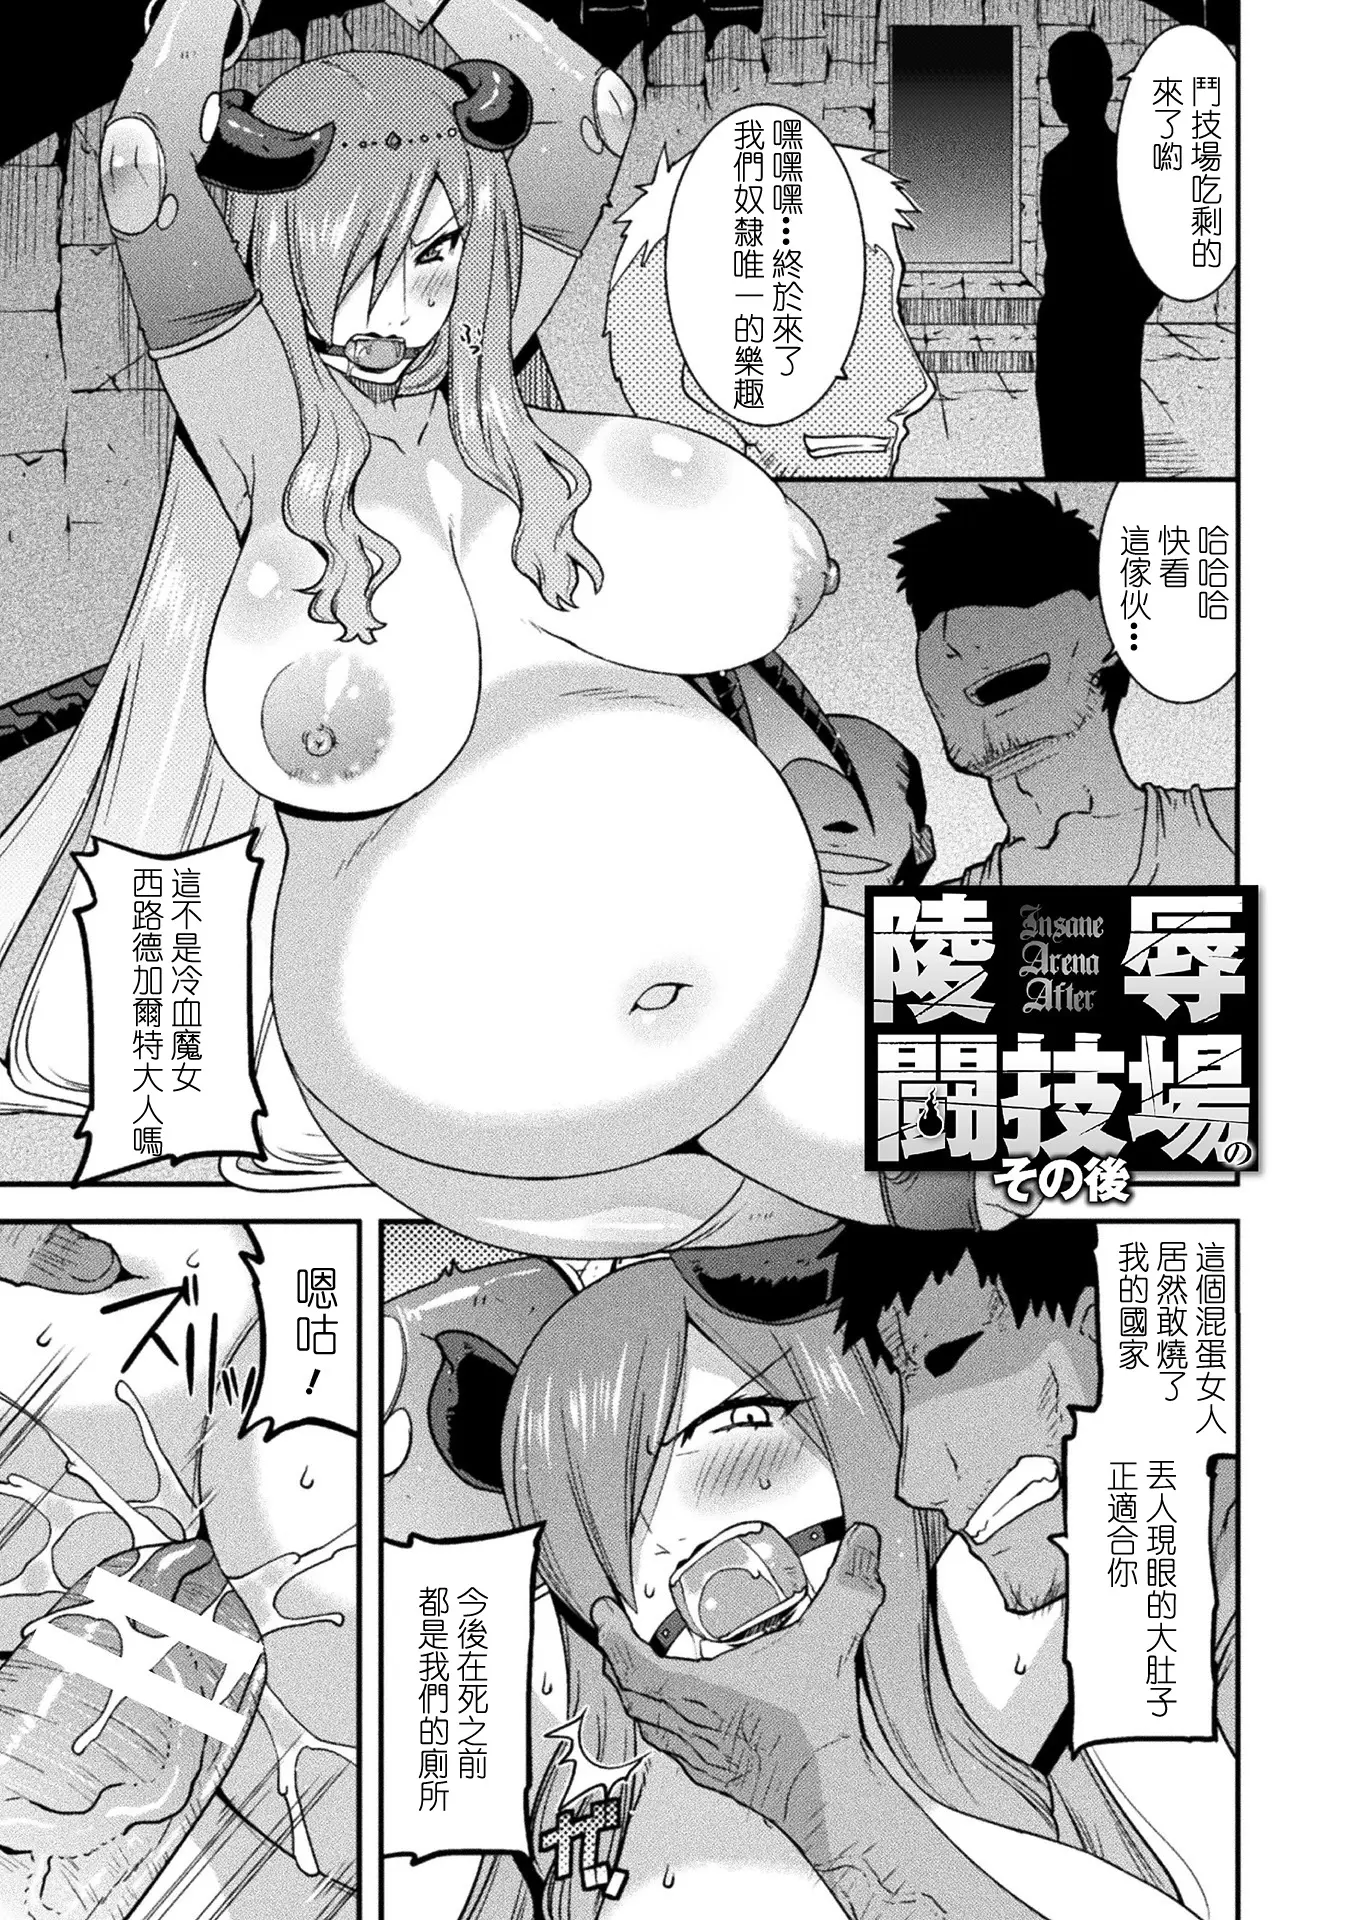 鬥技場吃剩的
來了喲
嘿嘿嘿…終於來了
我們奴隸唯一的樂趣
哈哈哈
快看
這傢伙…
這不是冷血魔女
西路德加爾特大人嗎
陵辱
Insane
Arena
After
闘技場の
その後
這個混蛋女人
居然敢燒了
我的國家
丟人現眼的大肚子
正適合你
今後在死之前
都是我們的廁所
嗯咕！